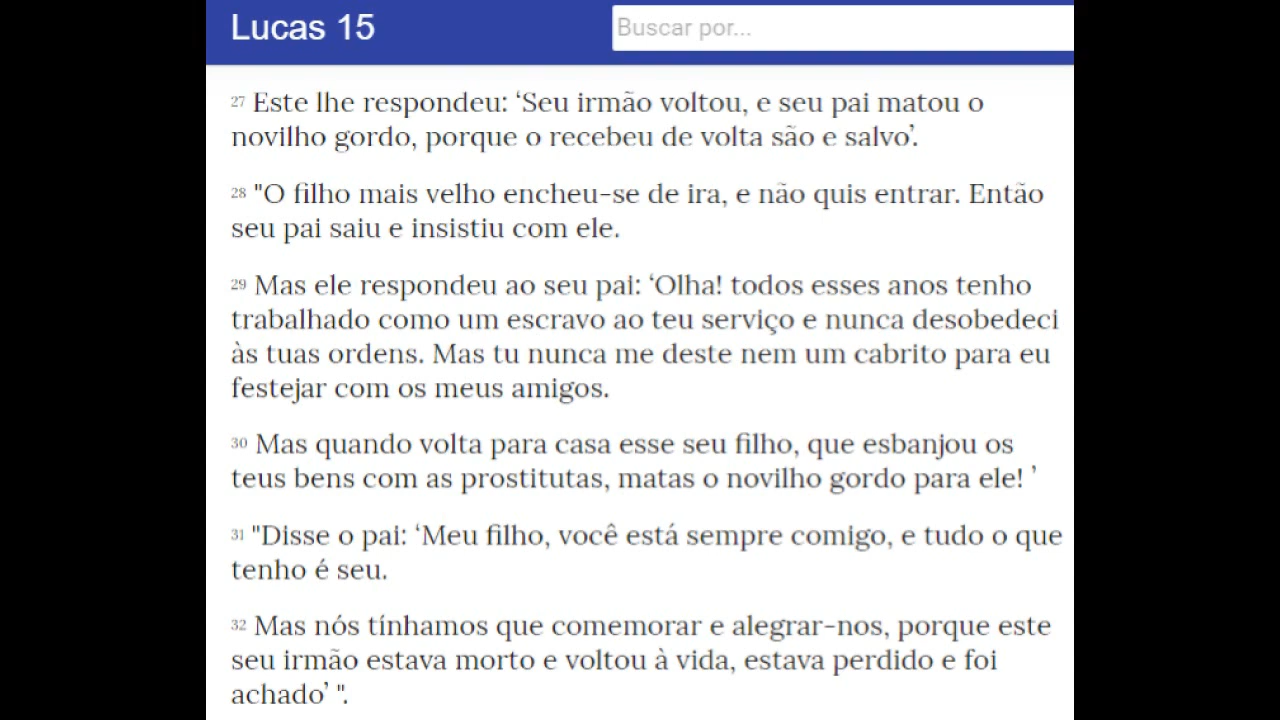 Lucas 15
Buscar por...
27 Este lhe respondeu: ‘Seu irmão voltou, e seu pai matou o
novilho gordo, porque o recebeu de volta são e salvo’.
28 "O filho mais velho encheu-se de ira, e não quis entrar. Então
seu pai saiu e insistiu com ele.
29 Mas ele respondeu ao seu pai: ‘Olha! todos esses anos tenho
trabalhado como um escravo ao teu serviço e nunca desobedeci
às tuas ordens. Mas tu nunca me deste nem um cabrito para eu
festejar com os meus amigos.
30 Mas quando volta para casa esse seu filho, que esbanjou os
teus bens com as prostitutas, matas o novilho gordo para ele! ’
31 "Disse o pai: ‘Meu filho, você está sempre comigo, e tudo o que
tenho é seu.
32 Mas nós tínhamos que comemorar e alegrar-nos, porque este
seu irmão estava morto e voltou à vida, estava perdido e foi
achado’ ".